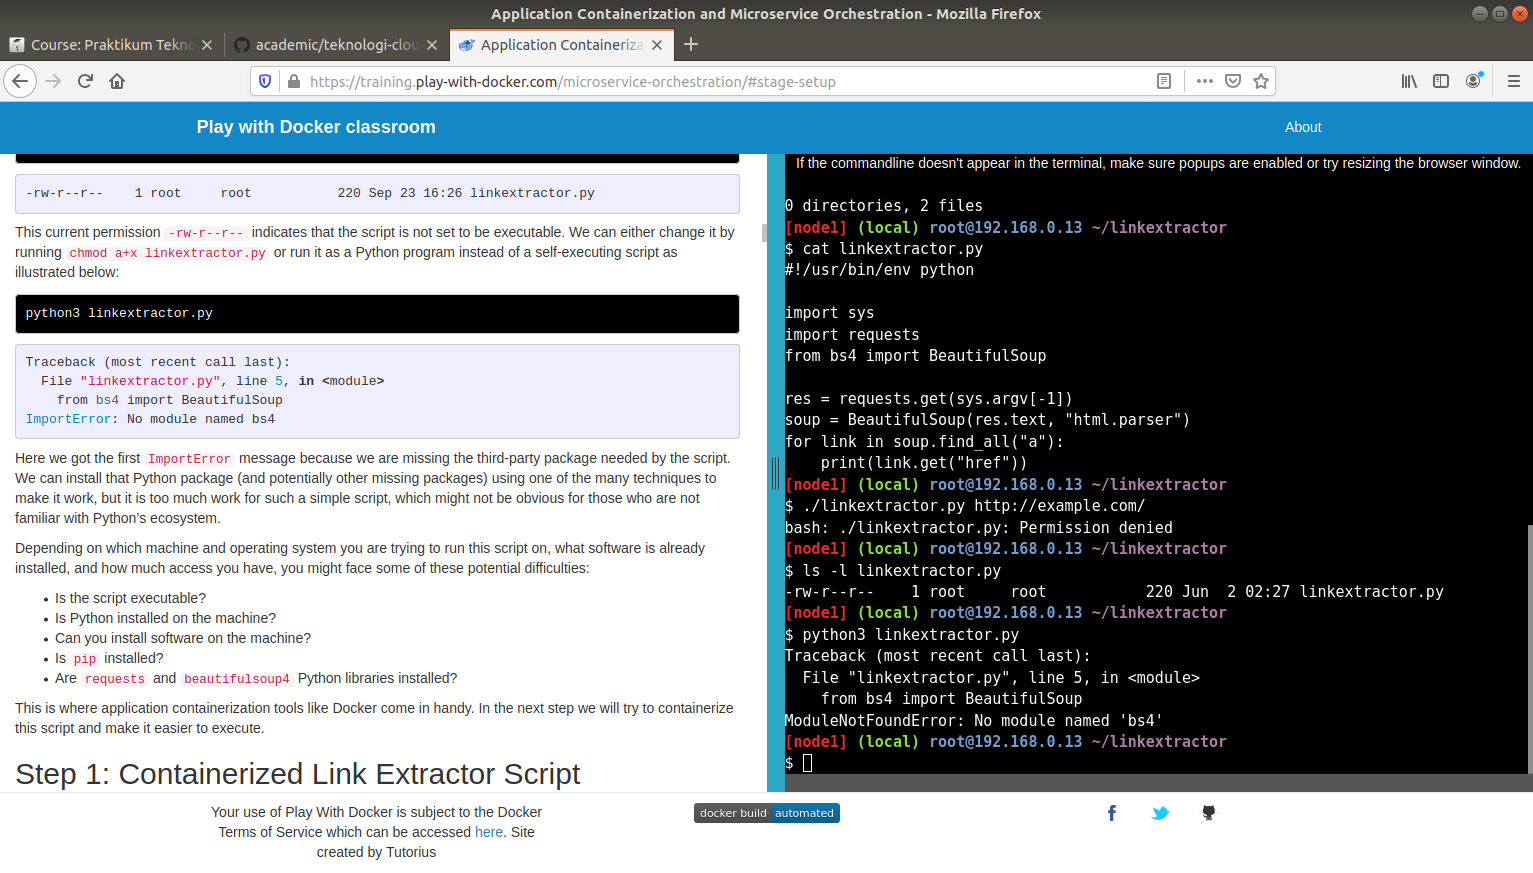 Application Containerization and Microservice Orchestration - Mozilla Firefox
Course: Praktikum Tekno
academic/teknologi-clou
Application Containeriza
https://training.play-with-docker.com/microservice-orchestration/#stage-setup
Play with Docker classroom
About
-rw-r--r--    1 root     root           220 Sep 23 16:26 linkextractor.py
This current permission -rw-r--r-- indicates that the script is not set to be executable. We can either change it by
running chmod a+x linkextractor.py or run it as a Python program instead of a self-executing script as
illustrated below:
python3 linkextractor.py
Traceback (most recent call last):
  File "linkextractor.py", line 5, in <module>
    from bs4 import BeautifulSoup
ImportError: No module named bs4
Here we got the first ImportError message because we are missing the third-party package needed by the script.
We can install that Python package (and potentially other missing packages) using one of the many techniques to
make it work, but it is too much work for such a simple script, which might not be obvious for those who are not
familiar with Python's ecosystem.
Depending on which machine and operating system you are trying to run this script on, what software is already
installed, and how much access you have, you might face some of these potential difficulties:
• Is the script executable?
• Is Python installed on the machine?
• Can you install software on the machine?
• Is pip installed?
• Are requests and beautifulsoup4 Python libraries installed?
This is where application containerization tools like Docker come in handy. In the next step we will try to containerize
this script and make it easier to execute.
Step 1: Containerized Link Extractor Script
If the commandline doesn't appear in the terminal, make sure popups are enabled or try resizing the browser window.
0 directories, 2 files
[node1] (local) root@192.168.0.13 ~/linkextractor
$ cat linkextractor.py
#!/usr/bin/env python
import sys
import requests
from bs4 import BeautifulSoup
res = requests.get(sys.argv[-1])
soup = BeautifulSoup(res.text, "html.parser")
for link in soup.find_all("a"):
    print(link.get("href"))
[node1] (local) root@192.168.0.13 ~/linkextractor
$ ./linkextractor.py http://example.com/
bash: ./linkextractor.py: Permission denied
[node1] (local) root@192.168.0.13 ~/linkextractor
$ ls -l linkextractor.py
-rw-r--r--    1 root     root           220 Jun  2 02:27 linkextractor.py
[node1] (local) root@192.168.0.13 ~/linkextractor
$ python3 linkextractor.py
Traceback (most recent call last):
  File "linkextractor.py", line 5, in <module>
    from bs4 import BeautifulSoup
ModuleNotFoundError: No module named 'bs4'
[node1] (local) root@192.168.0.13 ~/linkextractor
$
Your use of Play With Docker is subject to the Docker
Terms of Service which can be accessed here. Site
created by Tutorius
docker build automated